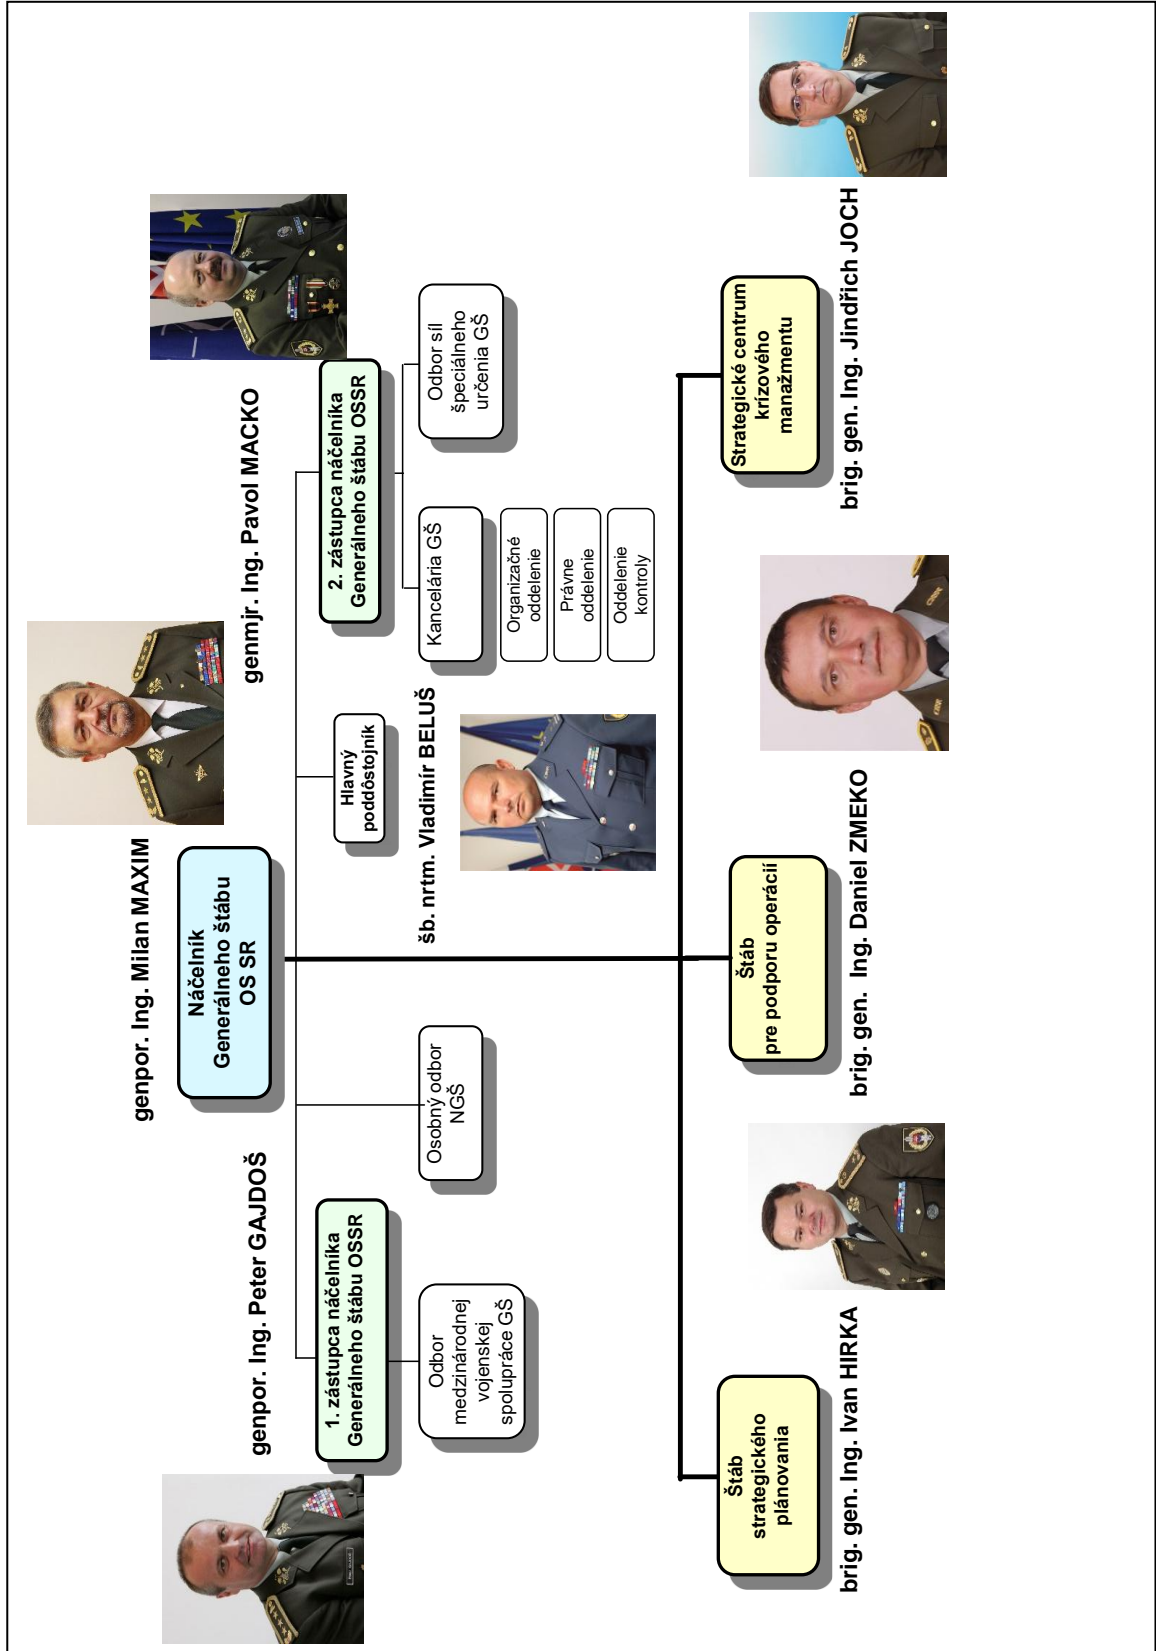 genpor. Ing. Milan MAXIM
Náčelník
Generálneho štábu
OS SR
genpor. Ing. Peter GAJDOŠ
genmjr. Ing. Pavol MACKO
1. zástupca náčelníka
Generálneho štábu OSSR
Hlavný
poddôstojník
2. zástupca náčelníka
Generálneho štábu OSSR
šb. nrtm. Vladimír BELUŠ
Odbor
medzinárodnej
vojenskej
spolupráce GŠ
Osobný odbor
NGŠ
Kancelária GŠ
Odbor síl
špeciálneho
určenia GŠ
Organizačné
oddelenie
Právne
oddelenie
Oddelenie
kontroly
Štáb
strategického
plánovania
Štáb
pre podporu operácií
Strategické centrum
krízového
manažmentu
brig. gen. Ing. Ivan HIRKA
brig. gen. Ing. Daniel ZMEKO
brig. gen. Ing. Jindřich JOCH